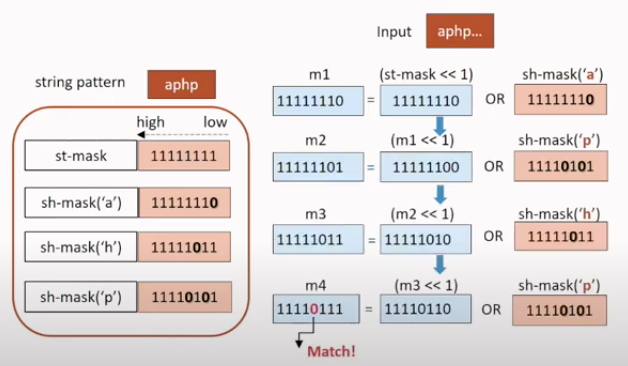 Input aphp...
string pattern aphp
high low
st-mask 11111111
sh-mask('a') 11111110
sh-mask('h') 11111011
sh-mask('p') 11110101
m1 (st-mask << 1) sh-mask('a')
11111110 = 11111110 OR 11111110
m2 (m1 << 1) sh-mask('p')
11111101 = 11111100 OR 11110101
m3 (m2 << 1) sh-mask('h')
11111011 = 11111010 OR 11111011
m4 (m3 << 1) sh-mask('p')
11110111 = 11110110 OR 11110101
Match!